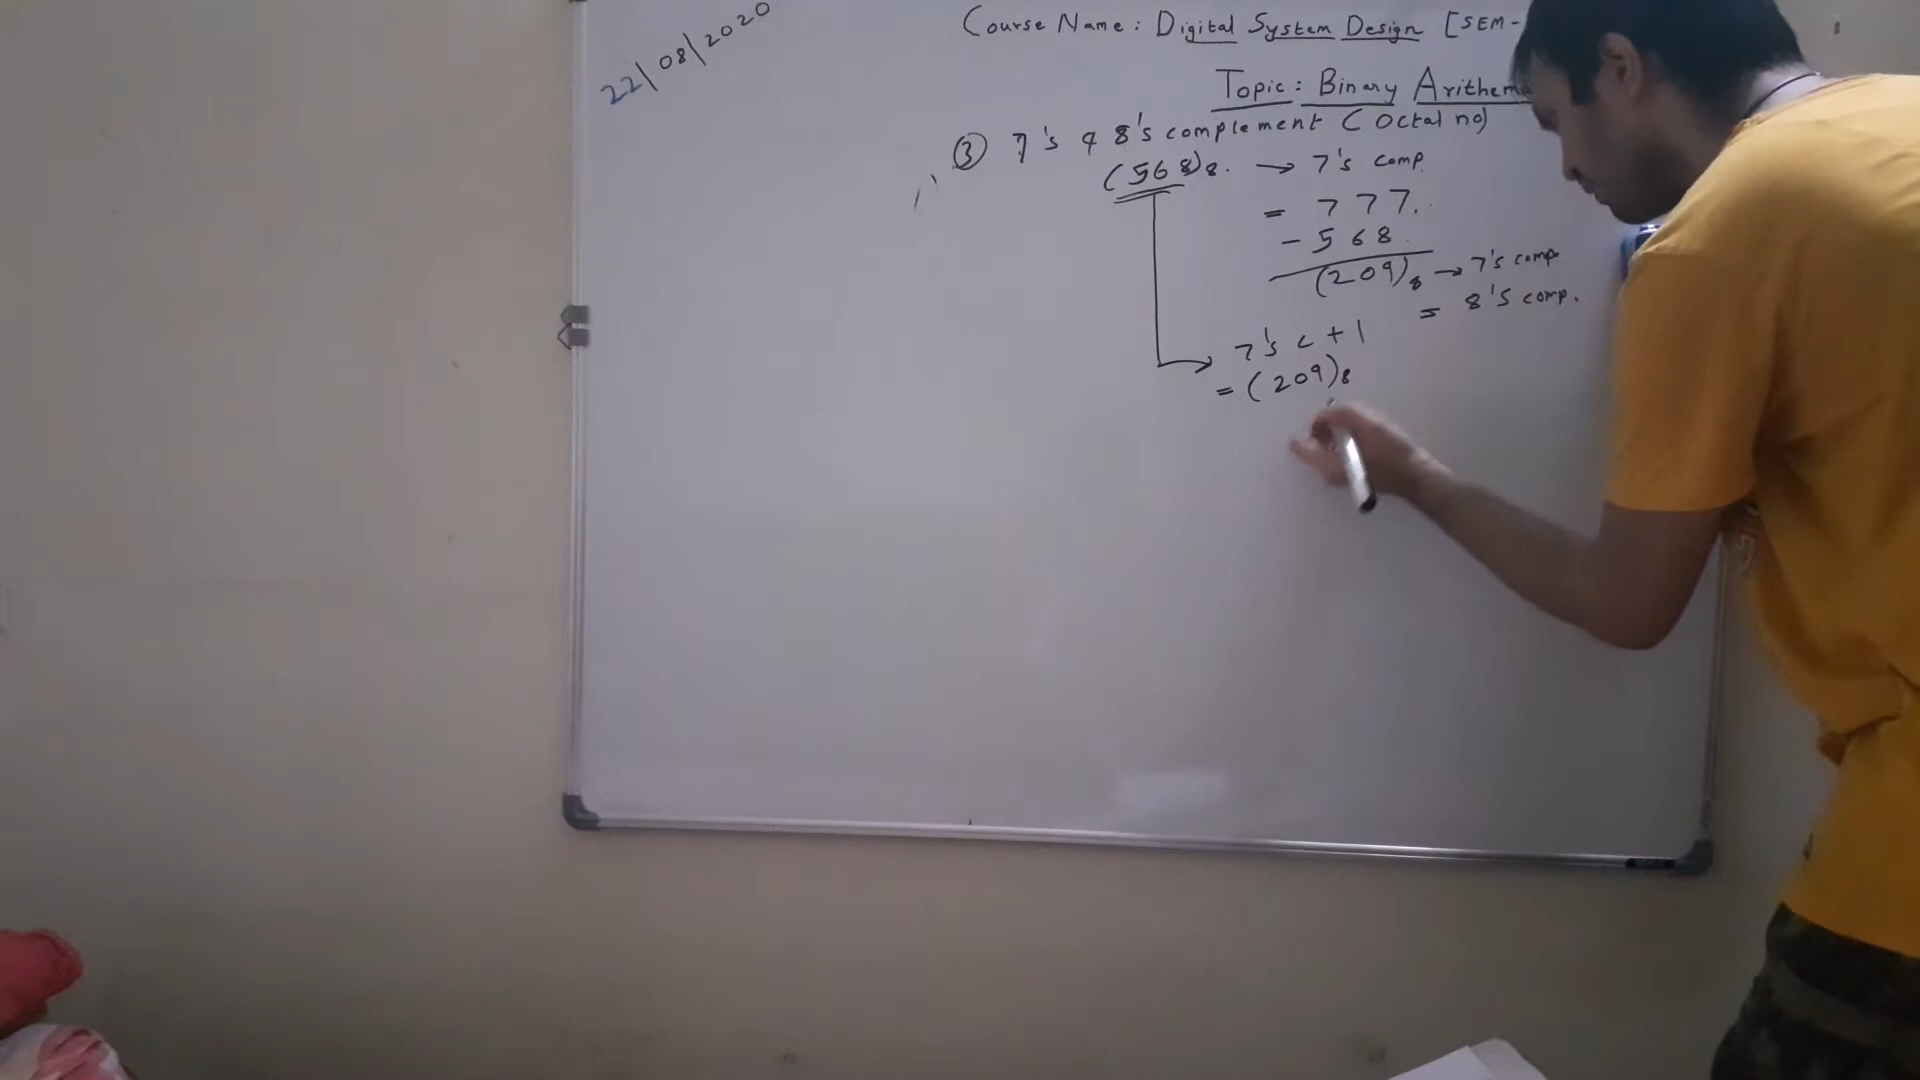 22/08/2020
Course Name: Digital System Design [SEM-
Topic: Binary Arithema
③ 7's & 8's complement (Octal no)
(568)8. → 7's comp.
= 777.
- 568.
(209)8 → 7's comp
= 8's comp.
7's c + 1
= (209)8